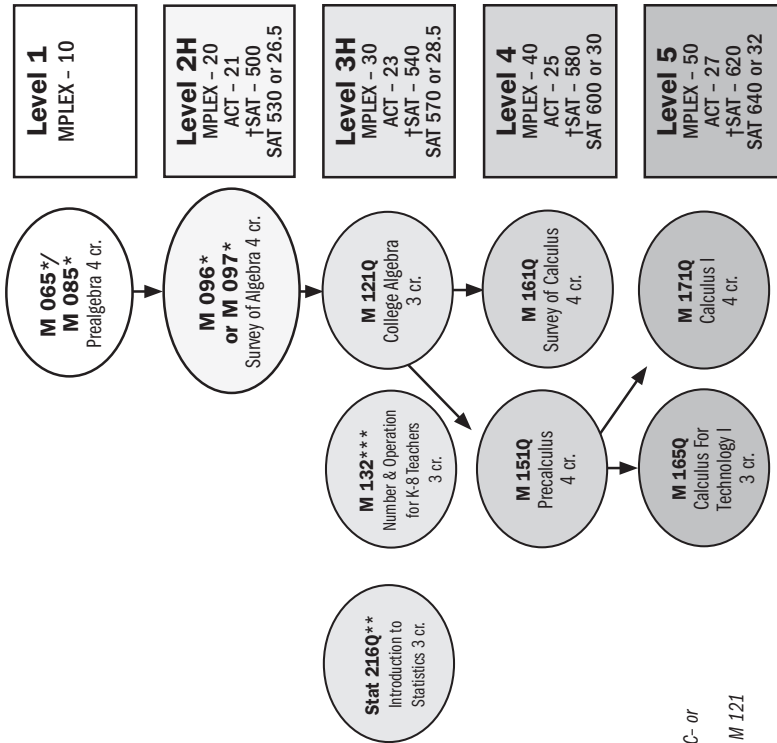 Level 1
MPLEX – 10
Level 2H
MPLEX – 20
ACT – 21
†SAT – 500
SAT 530 or 26.5
Level 3H
MPLEX – 30
ACT – 23
†SAT – 540
SAT 570 or 28.5
Level 4
MPLEX – 40
ACT – 25
†SAT – 580
SAT 600 or 30
Level 5
MPLEX – 50
ACT – 27
†SAT – 620
SAT 640 or 32
M 065*/
M 085*
Prealgebra 4 cr.
M 096*
or M 097*
Survey of Algebra 4 cr.
M 121Q
College Algebra
3 cr.
M 161Q
Survey of Calculus
4 cr.
M 171Q
Calculus I
4 cr.
M 132***
Number & Operation
for K-8 Teachers
3 cr.
M 151Q
Precalculus
4 cr.
M 165Q
Calculus For
Technology I
3 cr.
Stat 216Q**
Introduction to
Statistics 3 cr.
C- or
M 121